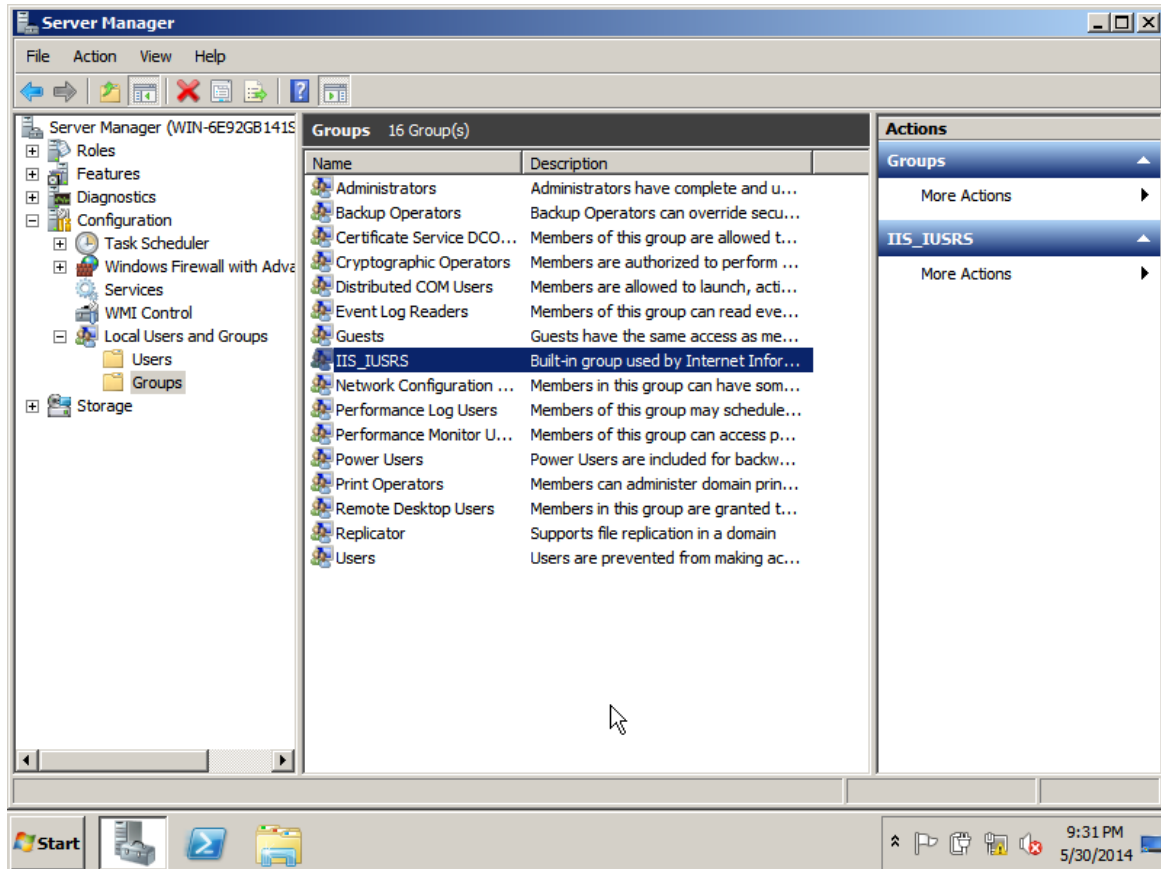 Server Manager
File Action View Help
Server Manager (WIN-6E92GB141S
Roles
Features
Diagnostics
Configuration
Task Scheduler
Windows Firewall with Adva
Services
WMI Control
Local Users and Groups
Users
Groups
Storage
Groups 16 Group(s)
Name Description
Administrators Administrators have complete and u...
Backup Operators Backup Operators can override secu...
Certificate Service DCO... Members of this group are allowed t...
Cryptographic Operators Members are authorized to perform ...
Distributed COM Users Members are allowed to launch, acti...
Event Log Readers Members of this group can read eve...
Guests Guests have the same access as me...
IIS_IUSRS Built-in group used by Internet Infor...
Network Configuration ... Members in this group can have som...
Performance Log Users Members of this group may schedule...
Performance Monitor U... Members of this group can access p...
Power Users Power Users are included for backw...
Print Operators Members can administer domain prin...
Remote Desktop Users Members in this group are granted t...
Replicator Supports file replication in a domain
Users Users are prevented from making ac...
Actions
Groups
More Actions
IIS_IUSRS
More Actions
Start
9:31 PM
5/30/2014